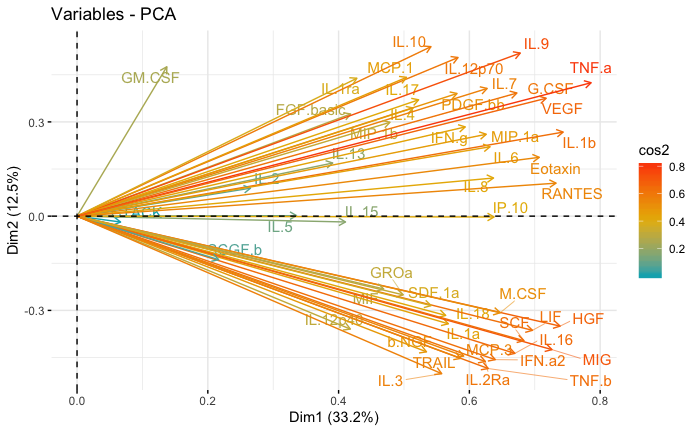 Variables - PCA
IL.10
IL.9
MCP.1
IL.12p70
TNF.a
GM.CSF
IL.1ra
IL.17
IL.7
G.CSF
FGF.basic
IL.4
PDGF.bb
VEGF
MIP.1b
IFN.g
MIP.1a
IL.1b
IL.13
IL.6
Eotaxin
IL.2
IL.8
RANTES
IL.15
IP.10
IL.5
SCGF.b
GROa
MIF
SDF.1a
M.CSF
IL.12p40
IL.18
SCF
LIF
HGF
IL.1a
b.NGF
MCP.3
IL.16
TRAIL
IFN.a2
MIG
IL.3
IL.2Ra
TNF.b
0.3
0.0
-0.3
0.0
0.2
0.4
0.6
0.8
Dim1 (33.2%)
Dim2 (12.5%)
cos2
0.8
0.6
0.4
0.2